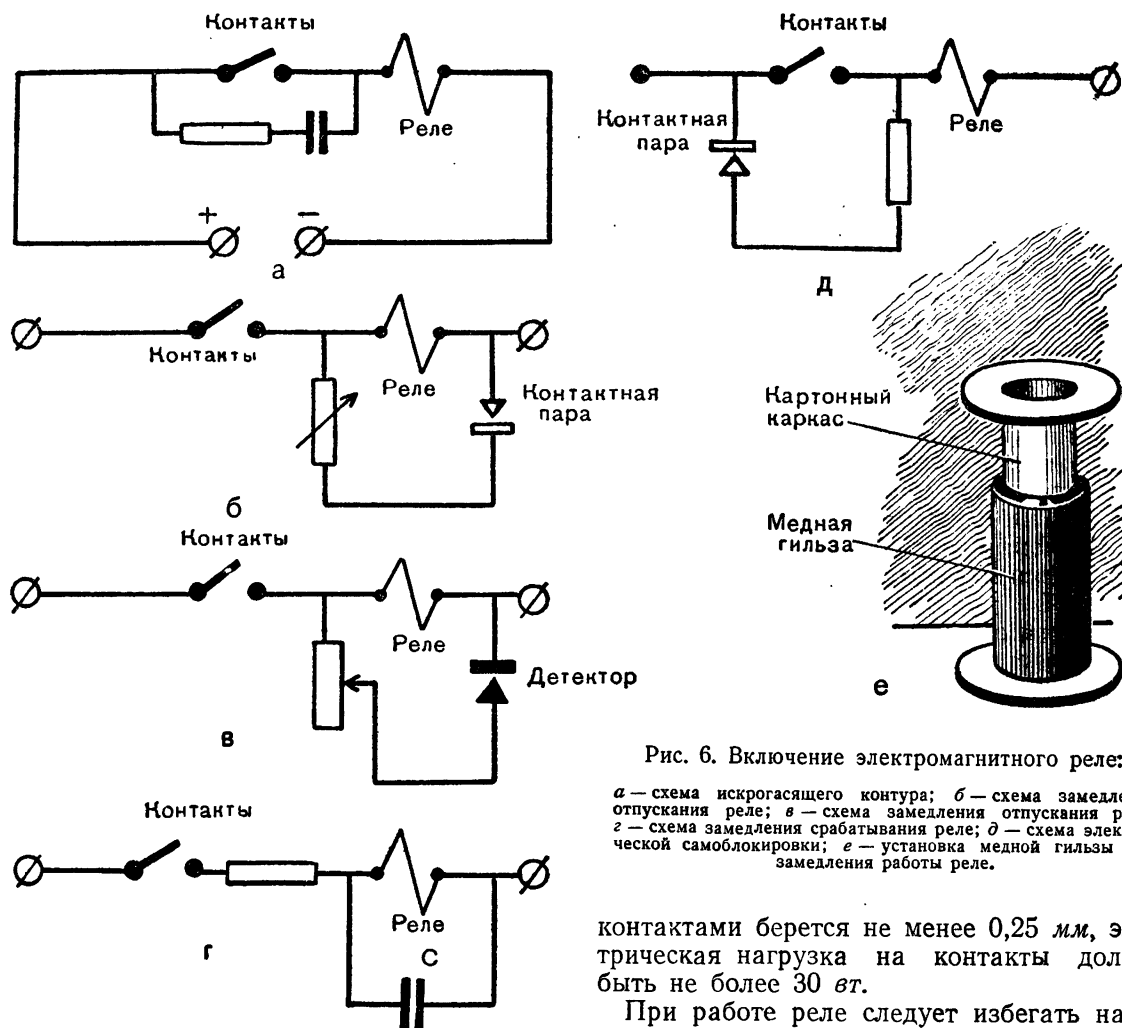 Контакты
Реле
+ −
а
Контакты
Реле
Контактная
пара
б
Контакты
Реле
Детектор
в
Контакты
Реле
С
г
Контакты
Контактная
пара
Реле
д
Картонный
каркас
Медная
гильза
е
Рис. 6. Включение электромагнитного реле:
а — схема искрогасящего контура; б — схема замедле
отпускания реле; в — схема замедления отпускания р
г — схема замедления срабатывания реле; д — схема элек
ческой самоблокировки; е — установка медной гильзы
замедления работы реле.
контактами берется не менее 0,25 мм, э
трическая нагрузка на контакты дол
быть не более 30 вт.
При работе реле следует избегать на